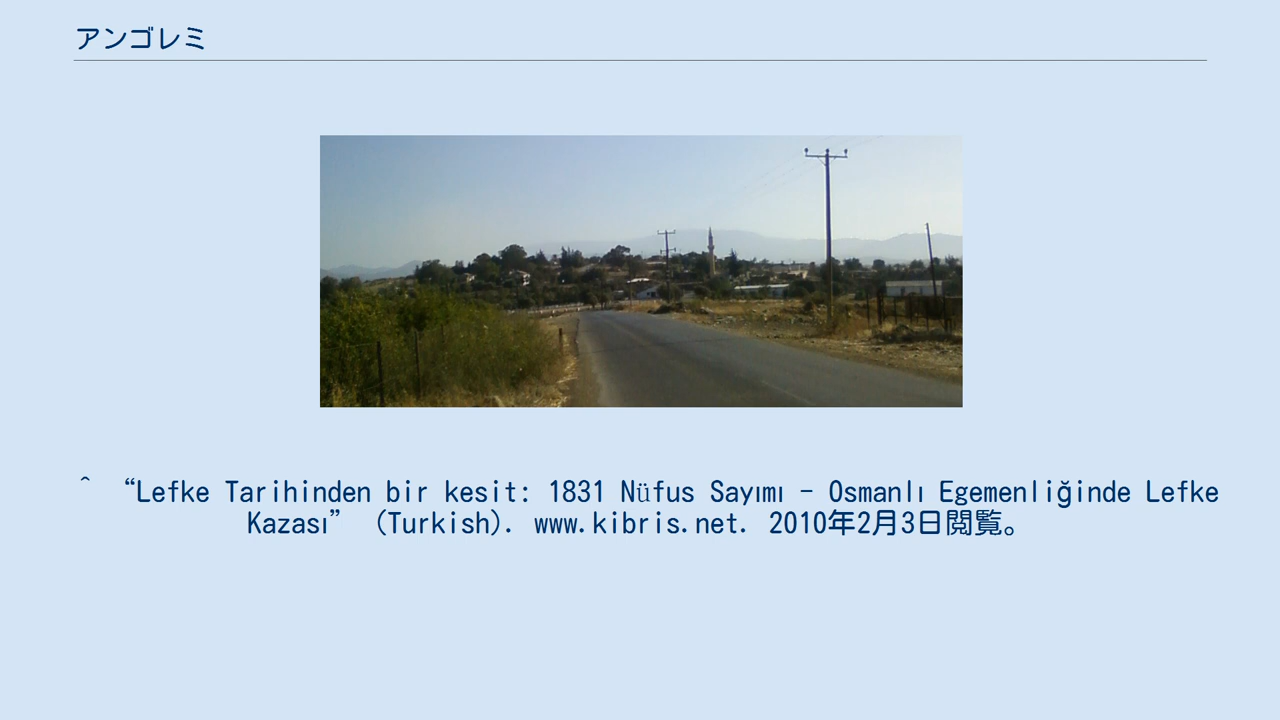 アンゴレミ
^ “Lefke Tarihinden bir kesit: 1831 Nüfus Sayımı - Osmanlı Egemenliğinde Lefke
Kazası” (Turkish). www.kibris.net. 2010年2月3日閲覧。